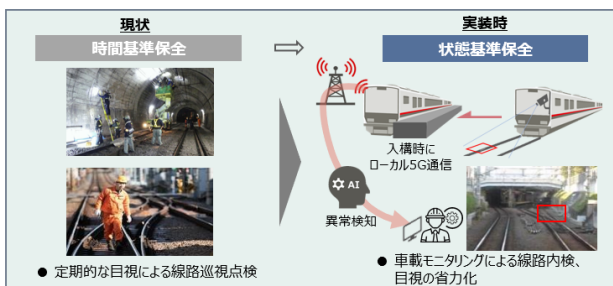 現状
時間基準保全
● 定期的な目視による線路巡視点検
実装時
状態基準保全
入構時に
ローカル5G通信
AI
異常検知
● 車載モニタリングによる線路内検、
目視の省力化